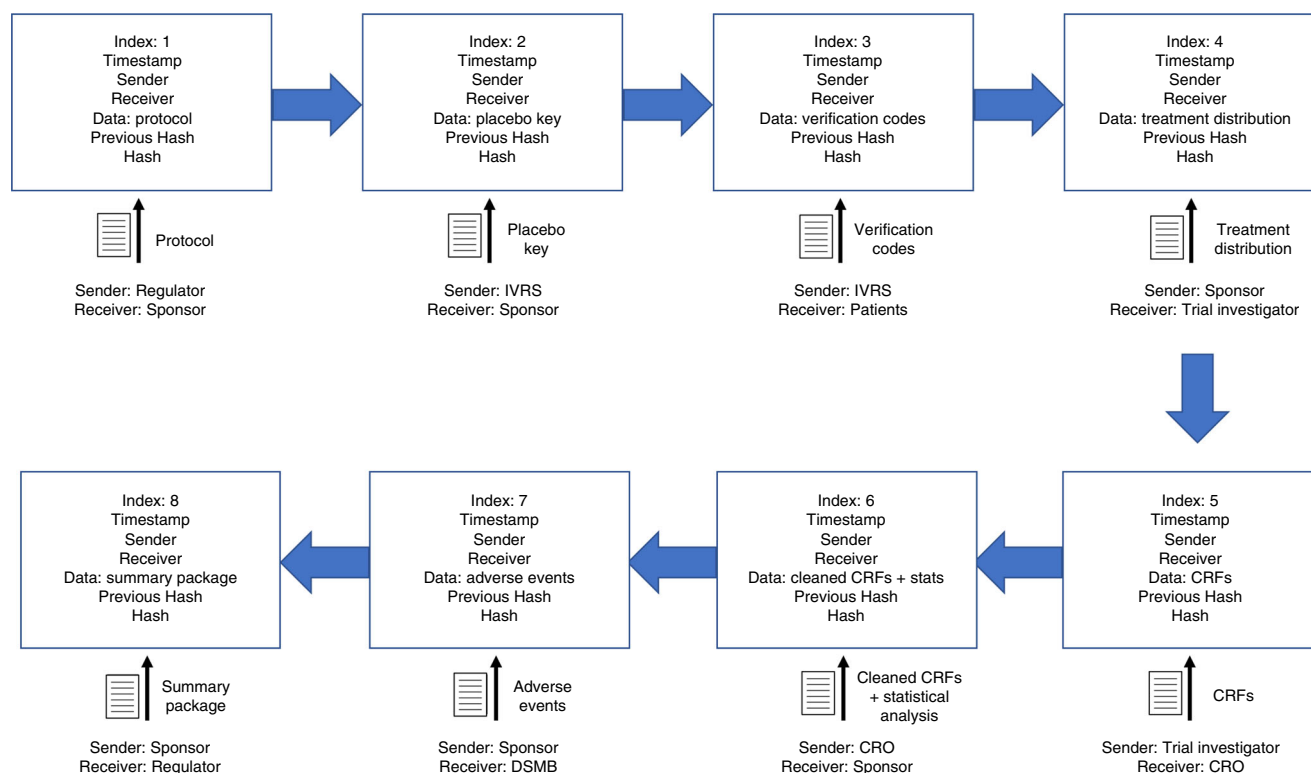 Index: 1
Timestamp
Sender
Receiver
Data: protocol
Previous Hash
Hash
Protocol
Sender: Regulator
Receiver: Sponsor
Index: 2
Timestamp
Sender
Receiver
Data: placebo key
Previous Hash
Hash
Placebo
key
Sender: IVRS
Receiver: Sponsor
Index: 3
Timestamp
Sender
Receiver
Data: verification codes
Previous Hash
Hash
Verification
codes
Sender: IVRS
Receiver: Patients
Index: 4
Timestamp
Sender
Receiver
Data: treatment distribution
Previous Hash
Hash
Treatment
distribution
Sender: Sponsor
Receiver: Trial investigator
Index: 5
Timestamp
Sender
Receiver
Data: CRFs
Previous Hash
Hash
CRFs
Sender: Trial investigator
Receiver: CRO
Index: 6
Timestamp
Sender
Receiver
Data: cleaned CRFs + stats
Previous Hash
Hash
Cleaned CRFs
+ statistical
analysis
Sender: CRO
Receiver: Sponsor
Index: 7
Timestamp
Sender
Receiver
Data: adverse events
Previous Hash
Hash
Adverse
events
Sender: Sponsor
Receiver: DSMB
Index: 8
Timestamp
Sender
Receiver
Data: summary package
Previous Hash
Hash
Summary
package
Sender: Sponsor
Receiver: Regulator